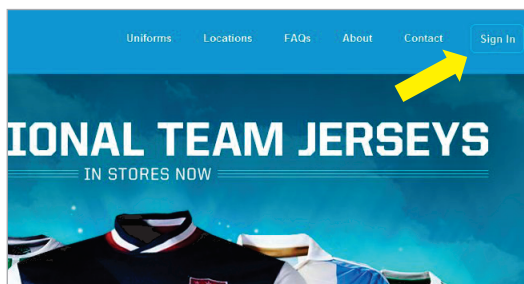 Uniforms Locations FAQs About Contact Sign In
IONAL TEAM JERSEYS
IN STORES NOW